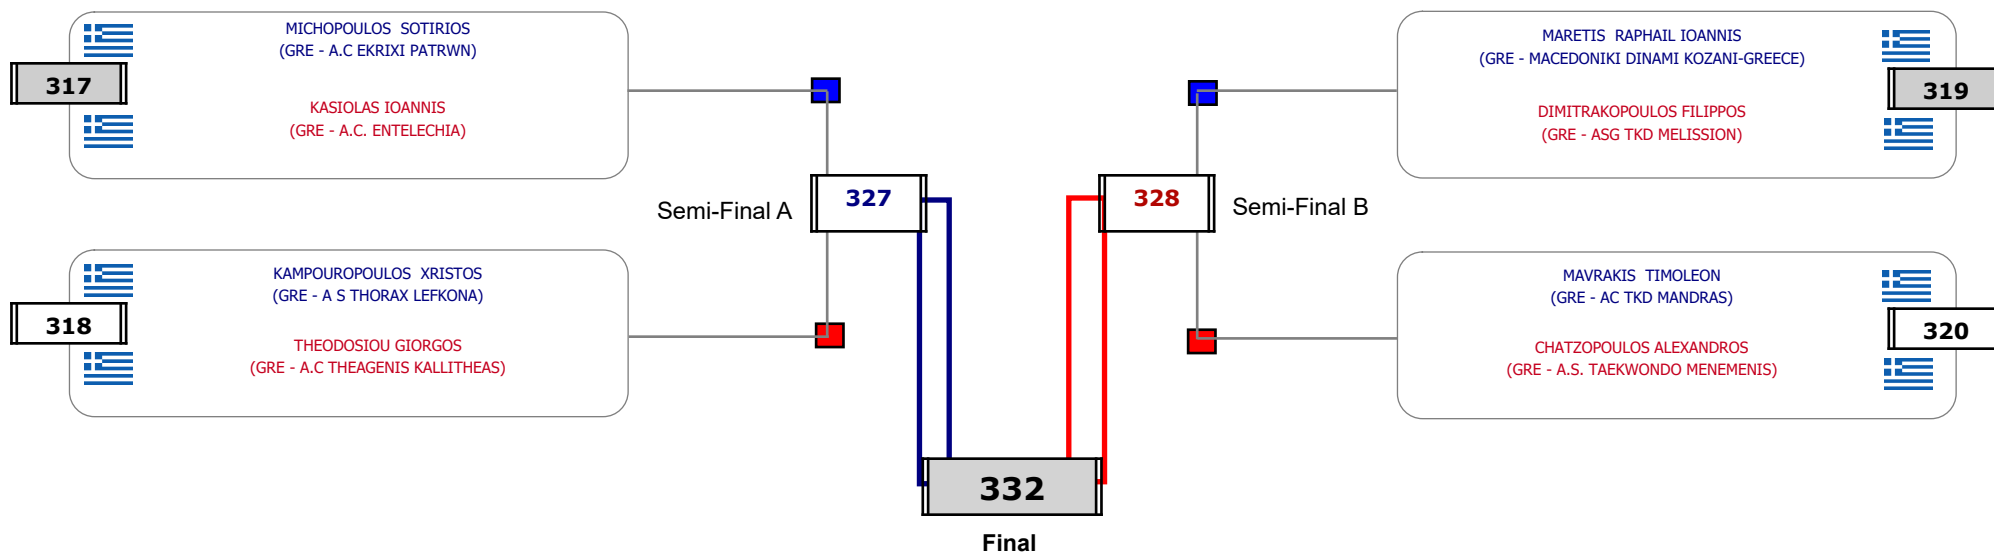 MICHOPOULOS SOTIRIOS
(GRE - A.C EKRIXI PATRWN)
317
KASIOLAS IOANNIS
(GRE - A.C. ENTELECHIA)
MARETIS RAPHAIL IOANNIS
(GRE - MACEDONIKI DINAMI KOZANI-GREECE)
319
DIMITRAKOPOULOS FILIPPOS
(GRE - ASG TKD MELISSION)
Semi-Final A
327
328
Semi-Final B
KAMPOUROPOULOS XRISTOS
(GRE - A S THORAX LEFKONA)
318
THEODOSIOU GIORGOS
(GRE - A.C THEAGENIS KALLITHEAS)
MAVRAKIS TIMOLEON
(GRE - AC TKD MANDRAS)
320
CHATZOPOULOS ALEXANDROS
(GRE - A.S. TAEKWONDO MENEMENIS)
332
Final